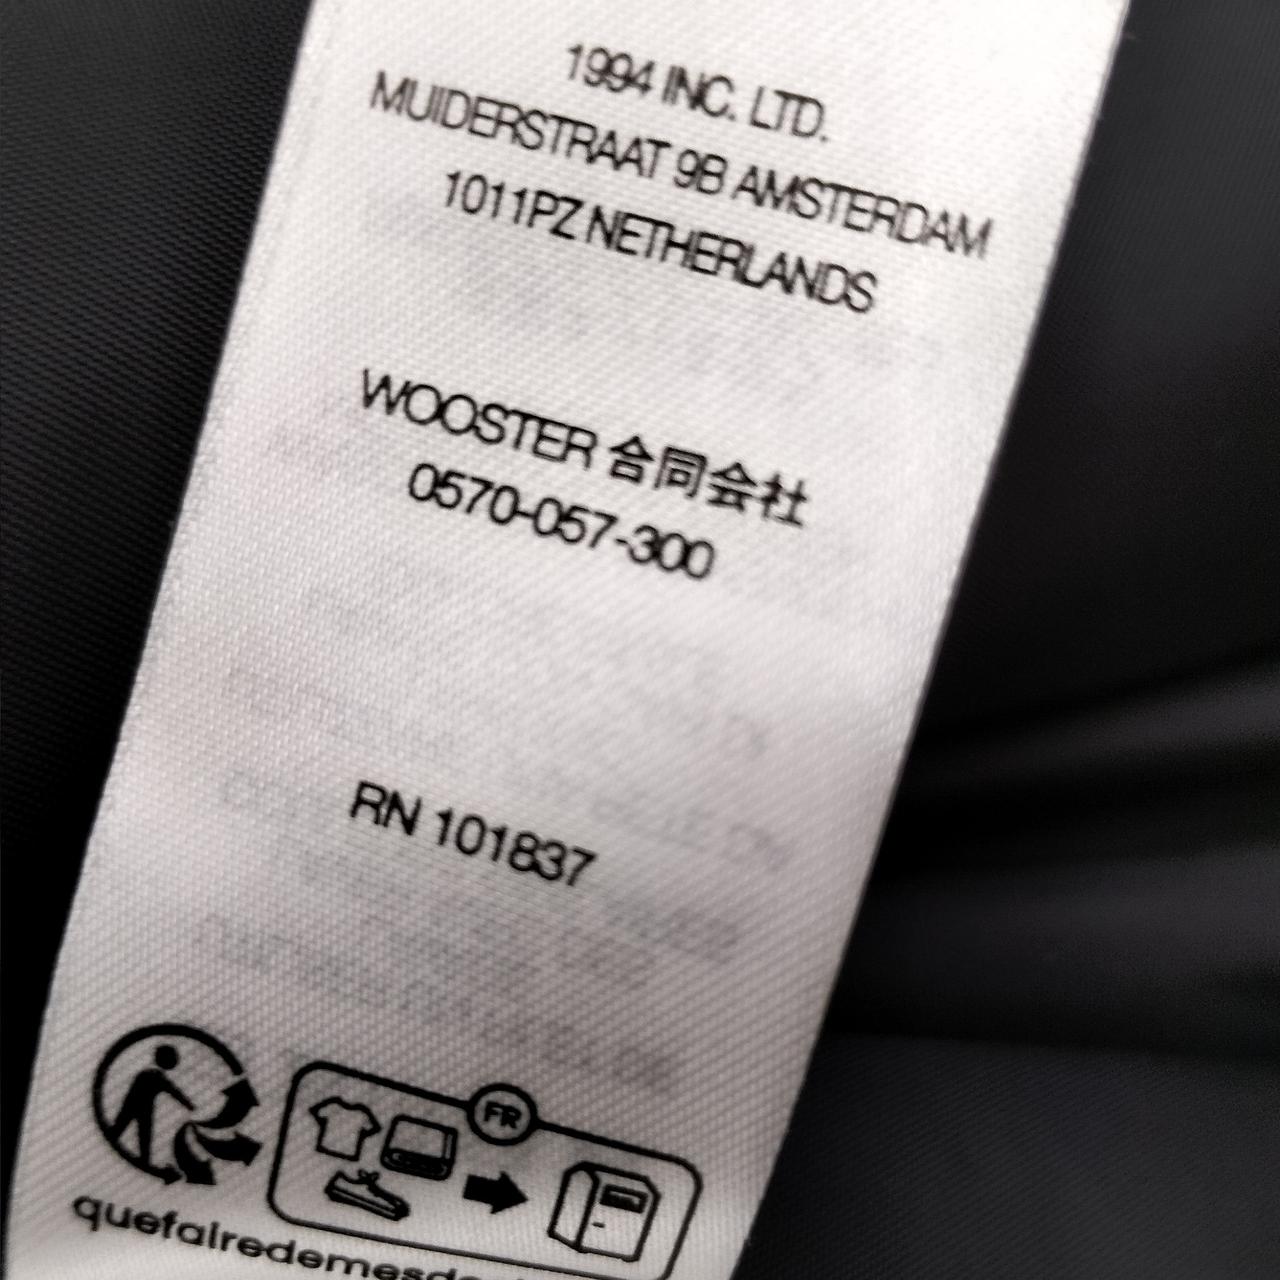 1994 INC. LTD.
MUIDERSTRAAT 9B AMSTERDAM
1011PZ NETHERLANDS
WOOSTER 合同会社
0570-057-300
RN 101837
FR